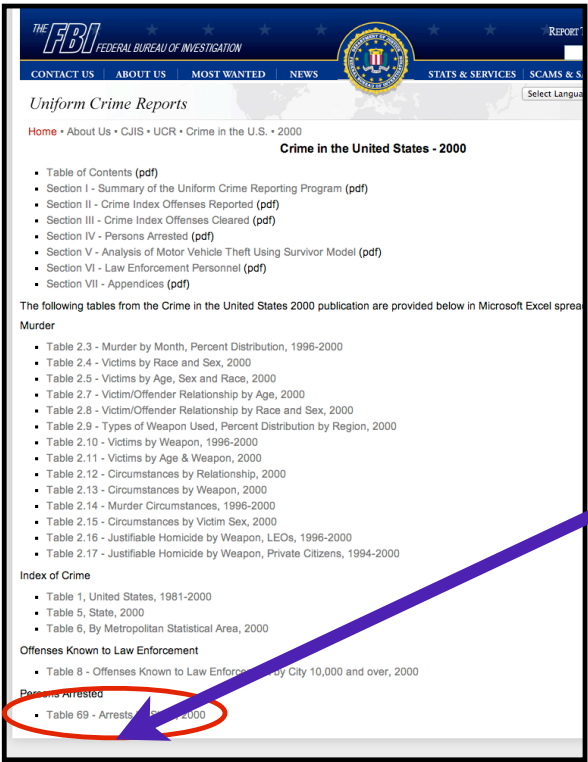 THE FBI FEDERAL BUREAU OF INVESTIGATION
REPORT
CONTACT US ABOUT US MOST WANTED NEWS STATS & SERVICES SCAMS &
Uniform Crime Reports
Select Langua
Home • About Us • CJIS • UCR • Crime in the U.S. • 2000
Crime in the United States - 2000
Table of Contents (pdf)
Section I - Summary of the Uniform Crime Reporting Program (pdf)
Section II - Crime Index Offenses Reported (pdf)
Section III - Crime Index Offenses Cleared (pdf)
Section IV - Persons Arrested (pdf)
Section V - Analysis of Motor Vehicle Theft Using Survivor Model (pdf)
Section VI - Law Enforcement Personnel (pdf)
Section VII - Appendices (pdf)
The following tables from the Crime in the United States 2000 publication are provided below in Microsoft Excel sprea
Murder
Table 2.3 - Murder by Month, Percent Distribution, 1996-2000
Table 2.4 - Victims by Race and Sex, 2000
Table 2.5 - Victims by Age, Sex and Race, 2000
Table 2.7 - Victim/Offender Relationship by Age, 2000
Table 2.8 - Victim/Offender Relationship by Race and Sex, 2000
Table 2.9 - Types of Weapon Used, Percent Distribution by Region, 2000
Table 2.10 - Victims by Weapon, 1996-2000
Table 2.11 - Victims by Age & Weapon, 2000
Table 2.12 - Circumstances by Relationship, 2000
Table 2.13 - Circumstances by Weapon, 2000
Table 2.14 - Murder Circumstances, 1996-2000
Table 2.15 - Circumstances by Victim Sex, 2000
Table 2.16 - Justifiable Homicide by Weapon, LEOs, 1996-2000
Table 2.17 - Justifiable Homicide by Weapon, Private Citizens, 1994-2000
Index of Crime
Table 1, United States, 1981-2000
Table 5, State, 2000
Table 6, By Metropolitan Statistical Area, 2000
Offenses Known to Law Enforcement
Table 8 - Offenses Known to Law Enforcement by City 10,000 and over, 2000
Persons Arrested
Table 69 - Arrests 2000